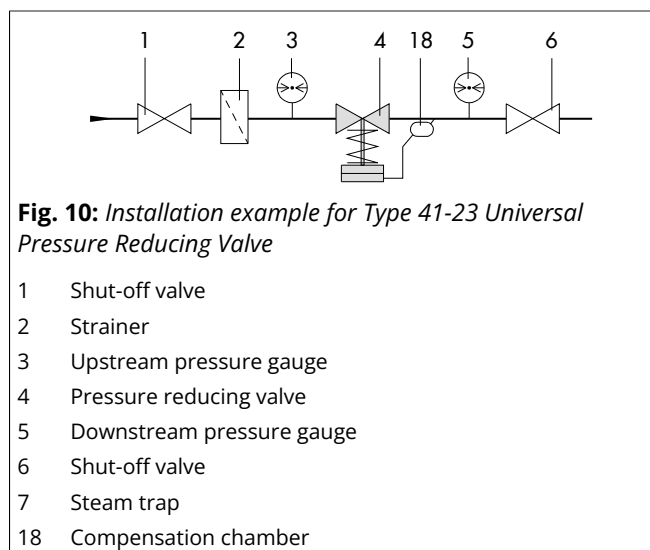 1 2 3 4 18 5 6
Fig. 10: Installation example for Type 41-23 Universal
Pressure Reducing Valve
1 Shut-off valve
2 Strainer
3 Upstream pressure gauge
4 Pressure reducing valve
5 Downstream pressure gauge
6 Shut-off valve
7 Steam trap
18 Compensation chamber